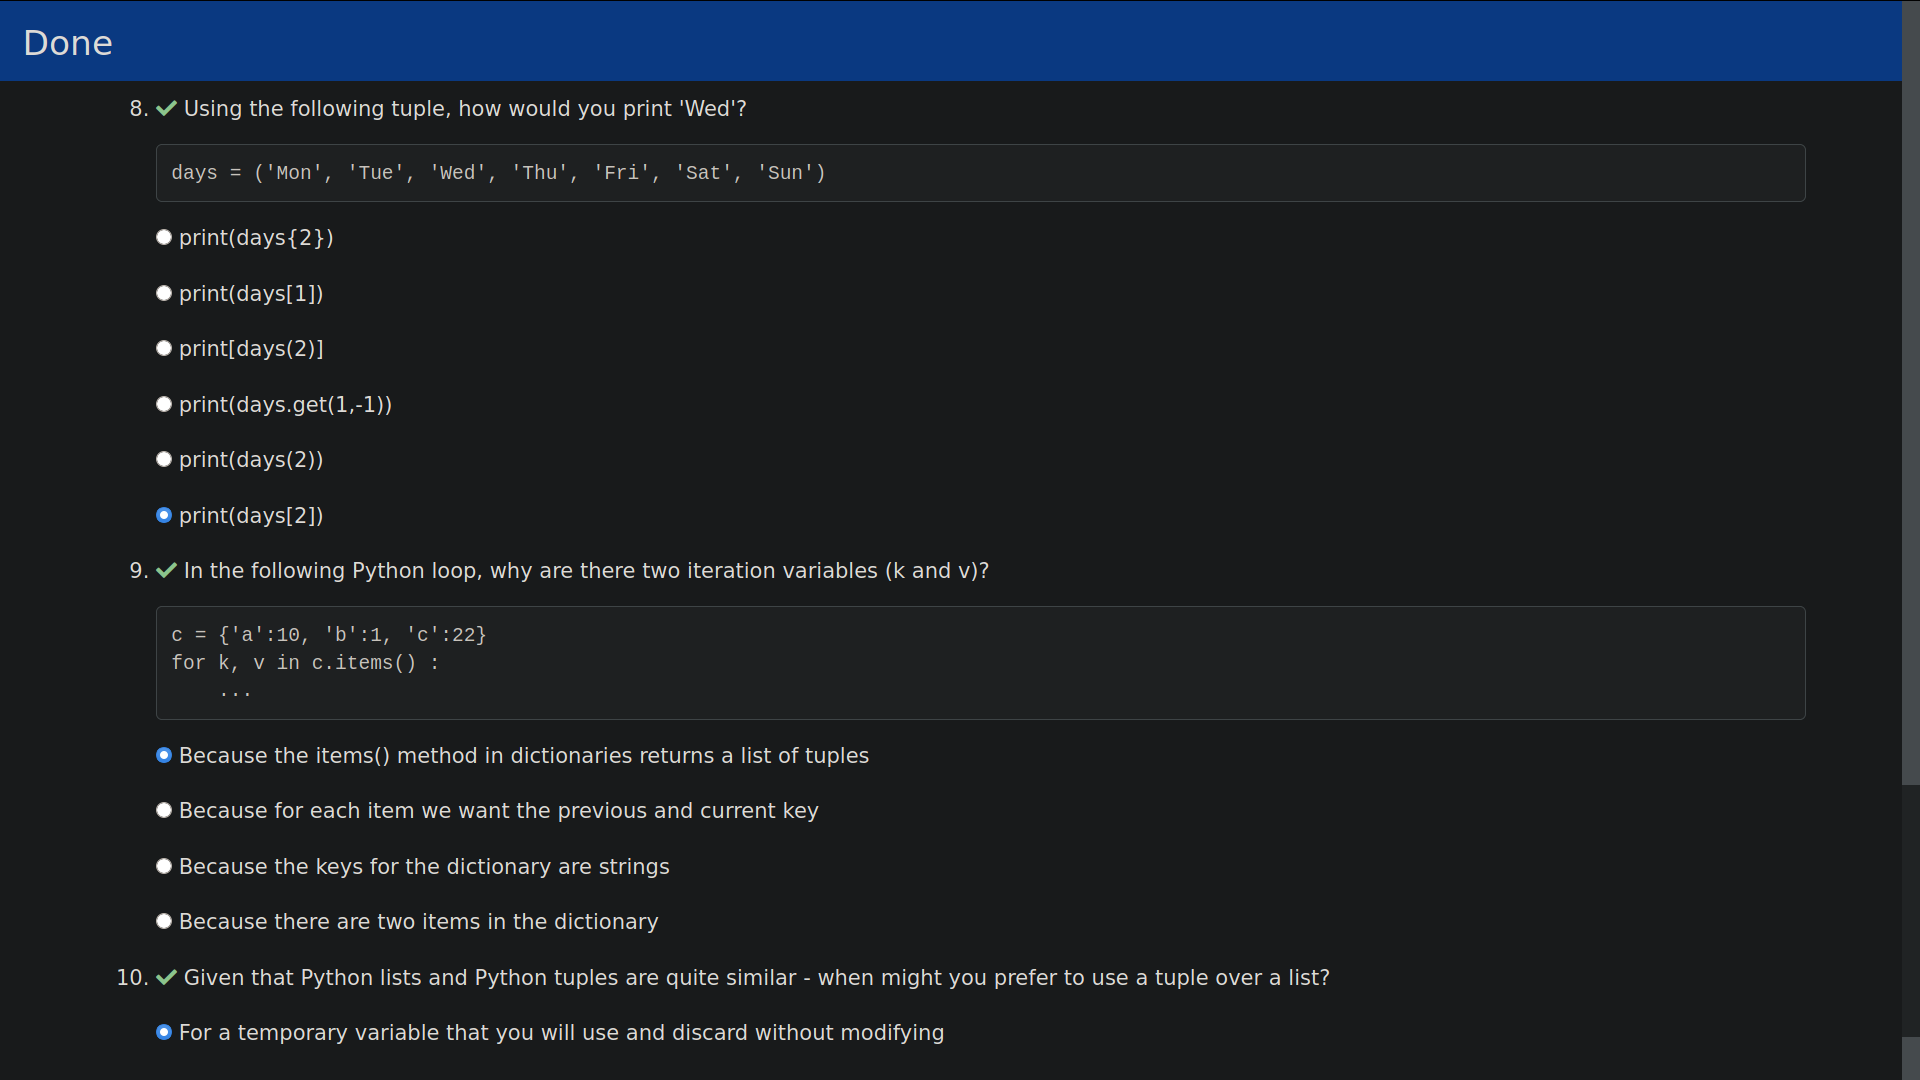 Done
8. Using the following tuple, how would you print 'Wed'?
days = ('Mon', 'Tue', 'Wed', 'Thu', 'Fri', 'Sat', 'Sun')
print(days{2})
print(days[1])
print[days(2)]
print(days.get(1,-1))
print(days(2))
print(days[2])
9. In the following Python loop, why are there two iteration variables (k and v)?
c = {'a':10, 'b':1, 'c':22}
for k, v in c.items() :
    ...
Because the items() method in dictionaries returns a list of tuples
Because for each item we want the previous and current key
Because the keys for the dictionary are strings
Because there are two items in the dictionary
10. Given that Python lists and Python tuples are quite similar - when might you prefer to use a tuple over a list?
For a temporary variable that you will use and discard without modifying